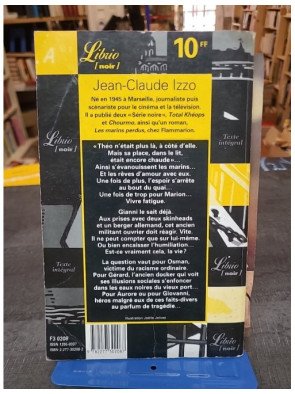 A
Librio
[noir]
10 FF
Jean-Claude Izzo
Né en 1945 à Marseille, journaliste puis
scénariste pour le cinéma et la télévision.
Il a publié deux «Série noire», Total Khéops
et Chourmo, ainsi qu'un roman,
Les marins perdus, chez Flammarion.
«Théo n'était plus là, à côté d'elle.
Mais sa place, dans le lit,
était encore chaude»...
Ainsi s'évanouissent les marins...
Et les rêves d'amour avec eux.
Une fois de plus, l'espoir s'arrête
au bout du quai...
Une fois de trop pour Marion...
Vivre fatigue.
Gianni le sait déjà.
Aux prises avec deux skinheads
et un berger allemand, cet ancien
militant ouvrier doit réagir. Vite.
Il ne peut compter que sur lui-même.
Ou bien encaisser l'humiliation...
Est-ce vraiment cela, la vie?
La question vaut pour Osman,
victime du racisme ordinaire.
Pour Gérard, l'ancien docker qui voit
ses illusions sociales s'enfoncer
dans les eaux noires du vieux port...
Pour Aurore ou pour Giovanni,
héros malgré eux de ces faits-divers
au parfum de tragédie...
Illustration Joëlle Jolivet
Texte
intégral
Librio
[noir]
Texte
intégral
Librio
[noir]
F3 0208